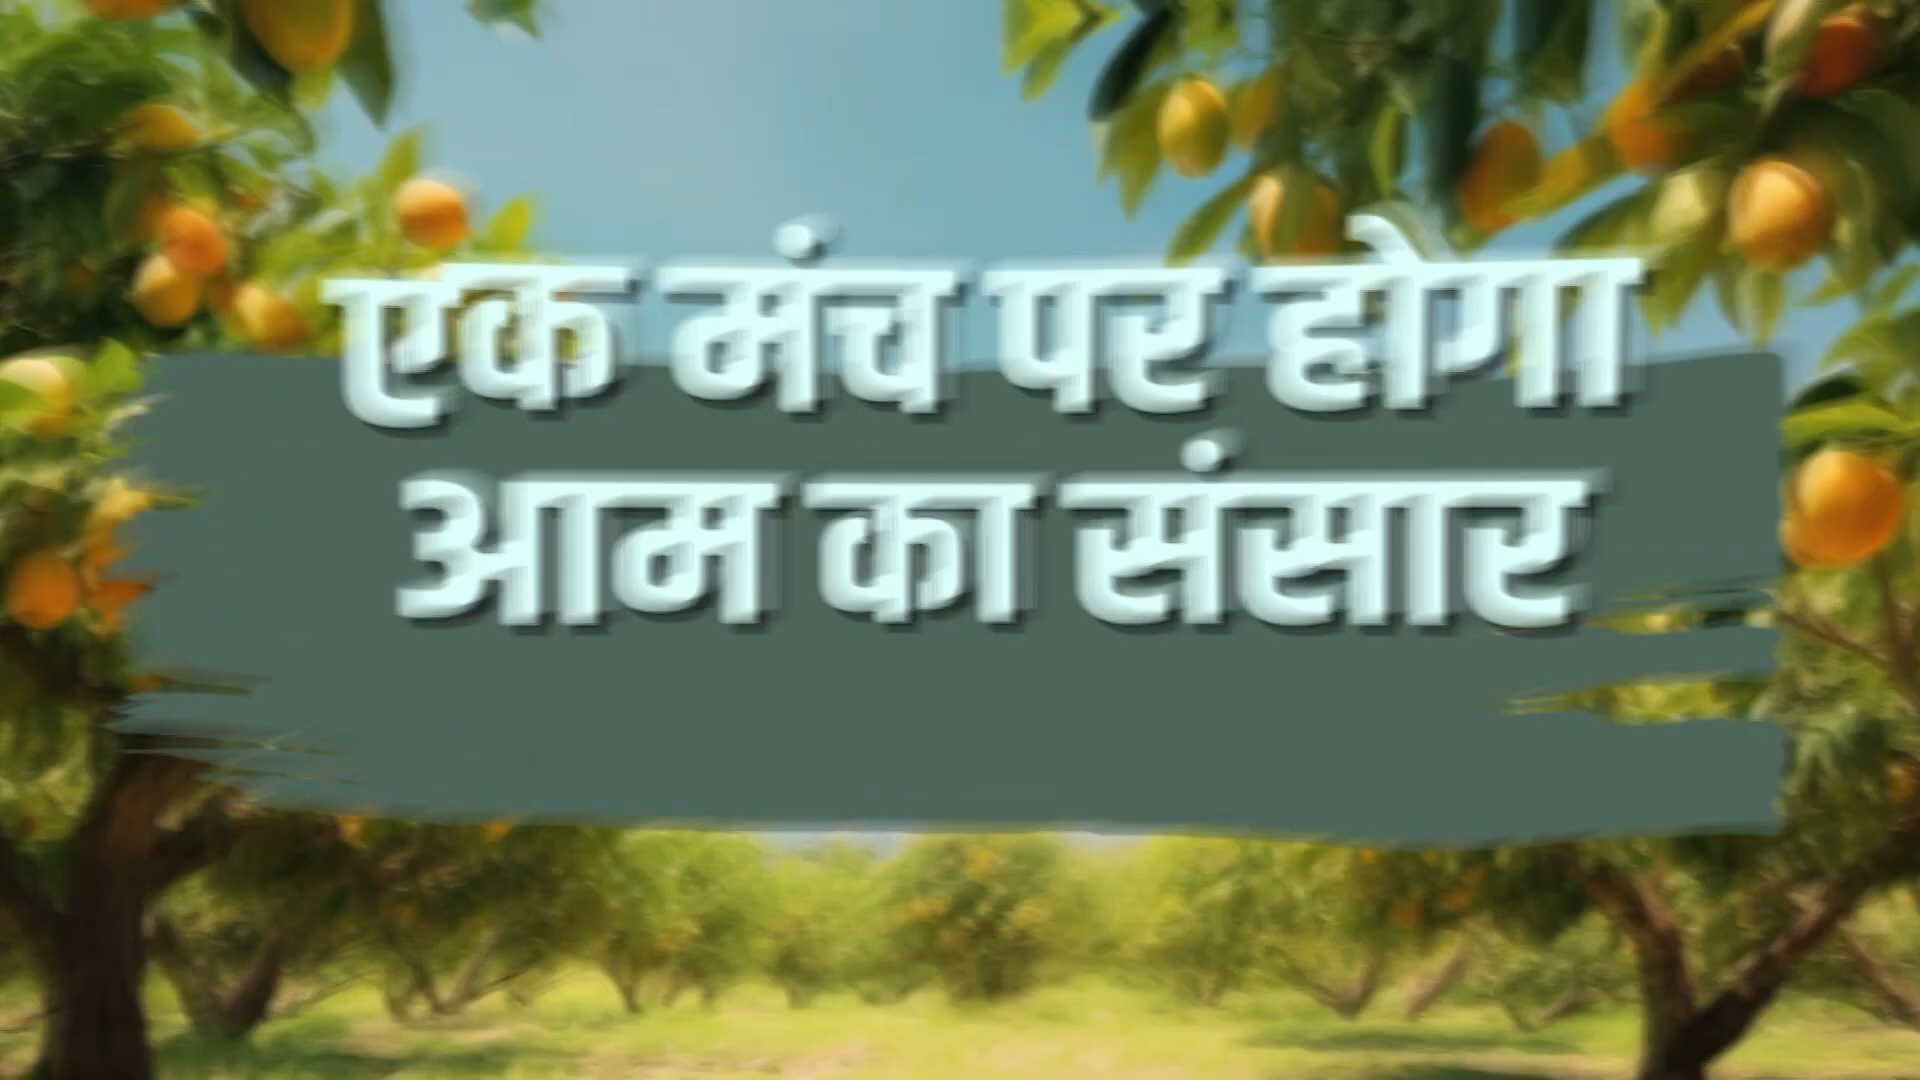 एक मंच पर होगा
आम का संसार